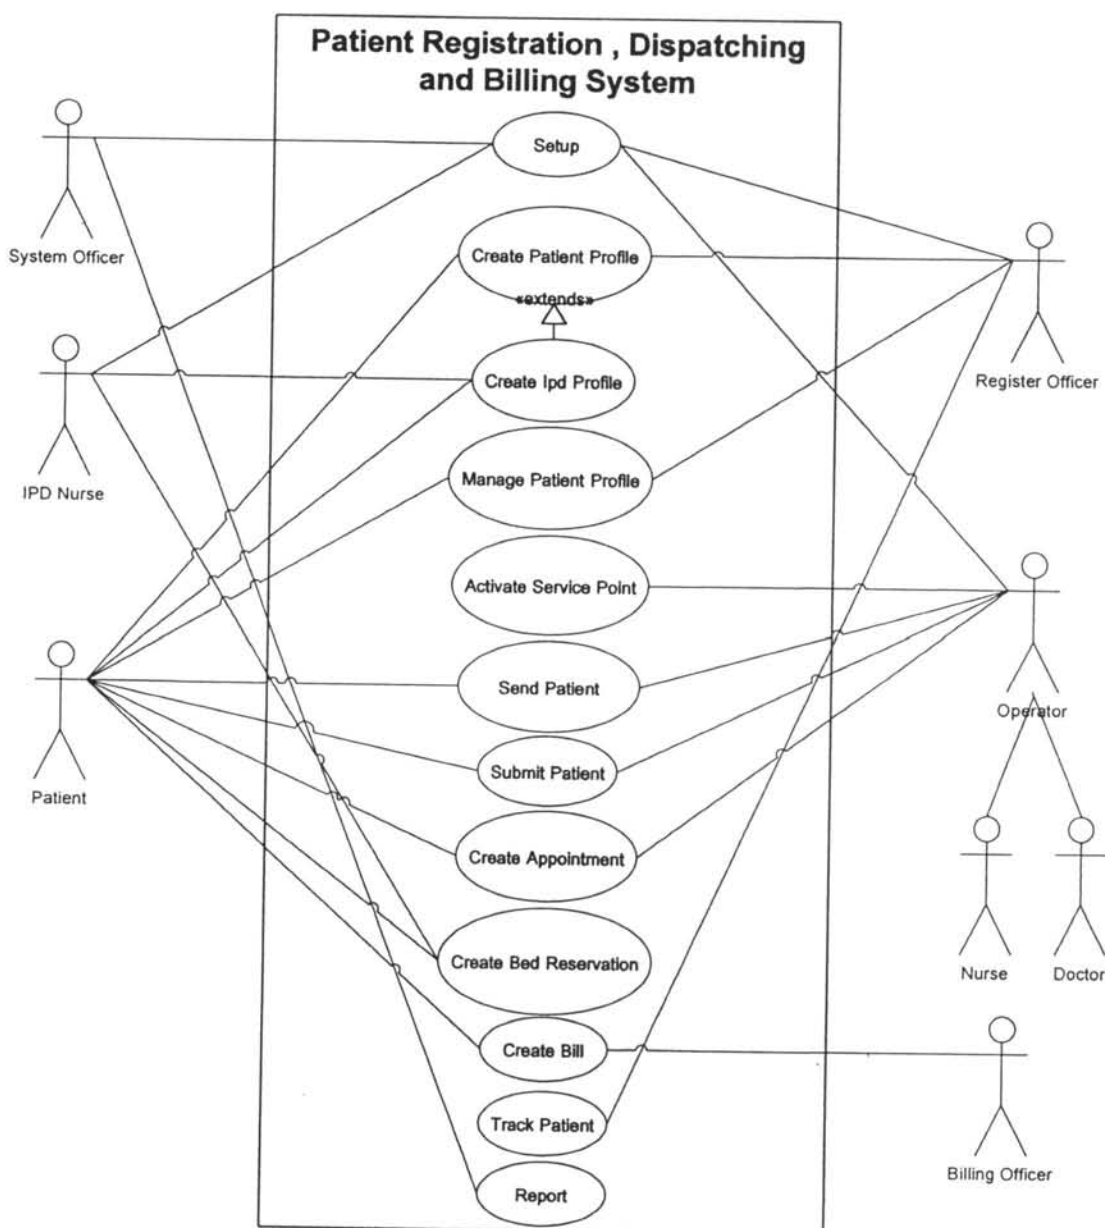 Patient Registration , Dispatching
and Billing System
Setup
System Officer
Create Patient Profile
«extends»
Create Ipd Profile
Register Officer
IPD Nurse
Manage Patient Profile
Activate Service Point
Send Patient
Operator
Submit Patient
Patient
Create Appointment
Create Bed Reservation
Nurse
Doctor
Create Bill
Track Patient
Billing Officer
Report